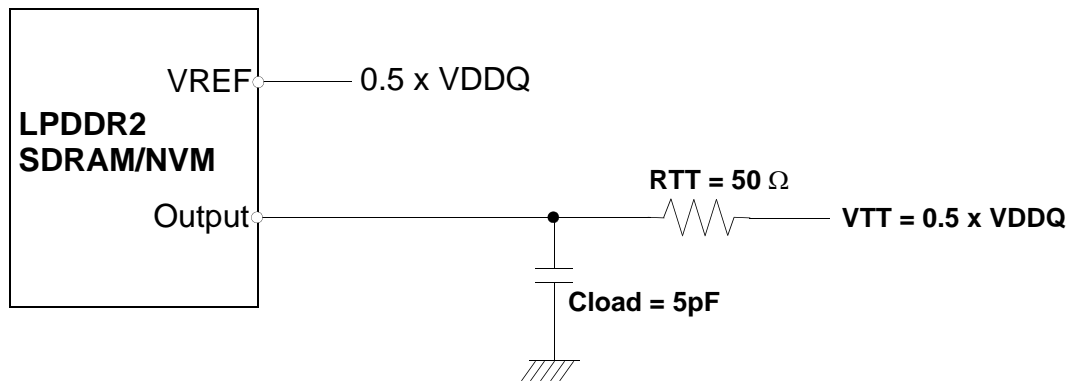 VREF
0.5 x VDDQ
LPDDR2
SDRAM/NVM
RTT = 50 Ω
Output
VTT = 0.5 x VDDQ
Cload = 5pF